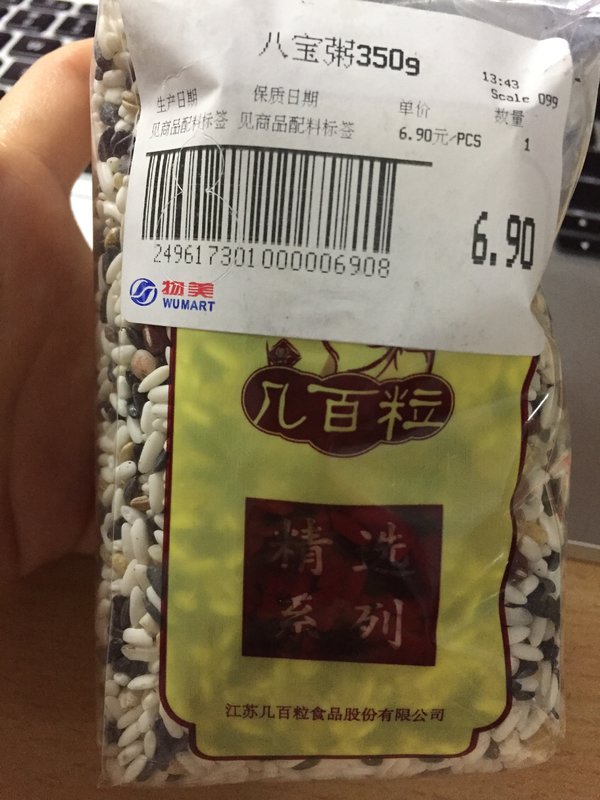 八宝粥350g
13:43
Scale 09g
生产日期 保质日期 单价 数量
见商品配料标签 见商品配料标签 6.90元/PCS 1
6.90
249617301000006908
物美
WUMART
几百粒
精选
系列
江苏几百粒食品股份有限公司